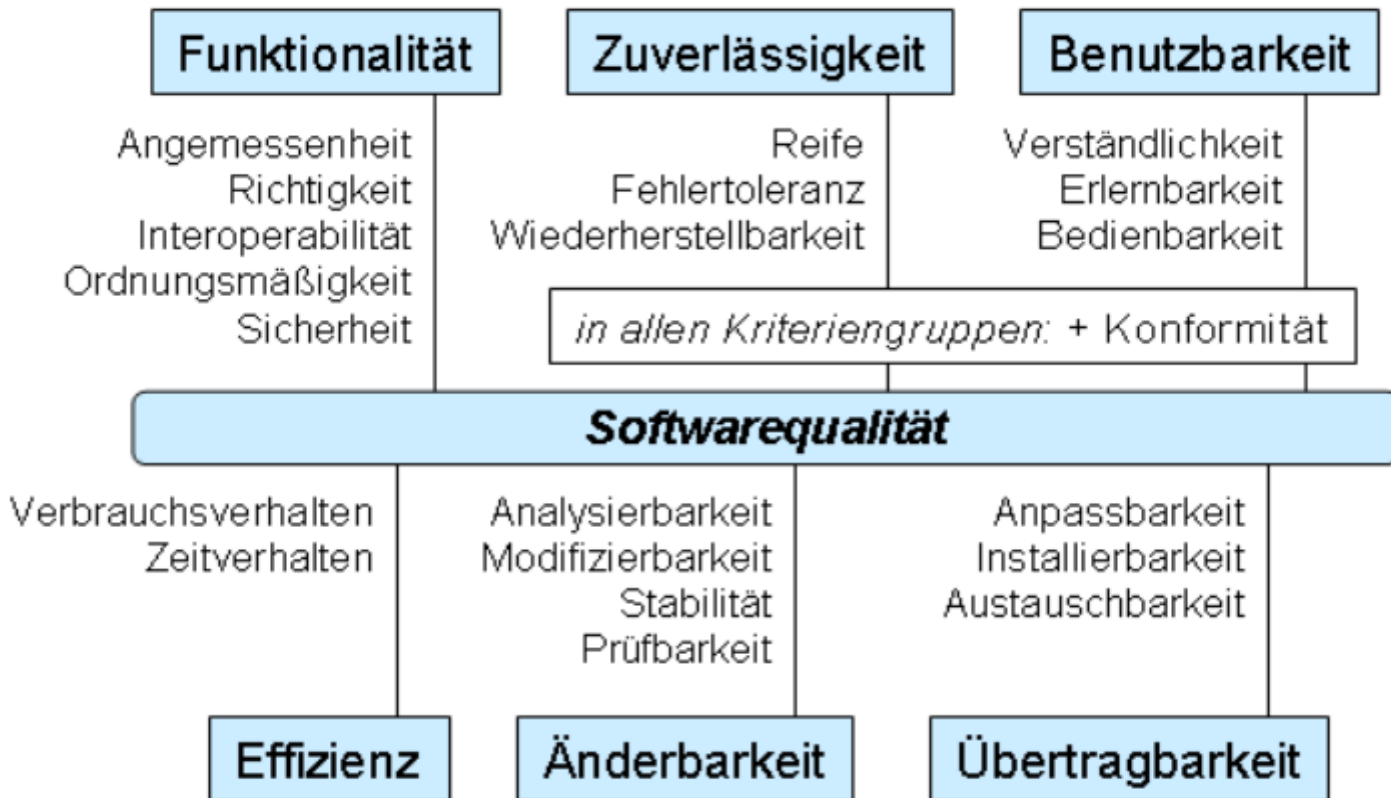 Funktionalität
Zuverlässigkeit
Benutzbarkeit
Angemessenheit
Richtigkeit
Interoperabilität
Ordnungsmäßigkeit
Sicherheit
Reife
Fehlertoleranz
Wiederherstellbarkeit
Verständlichkeit
Erlernbarkeit
Bedienbarkeit
in allen Kriteriengruppen: + Konformität
Softwarequalität
Verbrauchsverhalten
Zeitverhalten
Analysierbarkeit
Modifizierbarkeit
Stabilität
Prüfbarkeit
Anpassbarkeit
Installierbarkeit
Austauschbarkeit
Effizienz
Änderbarkeit
Übertragbarkeit